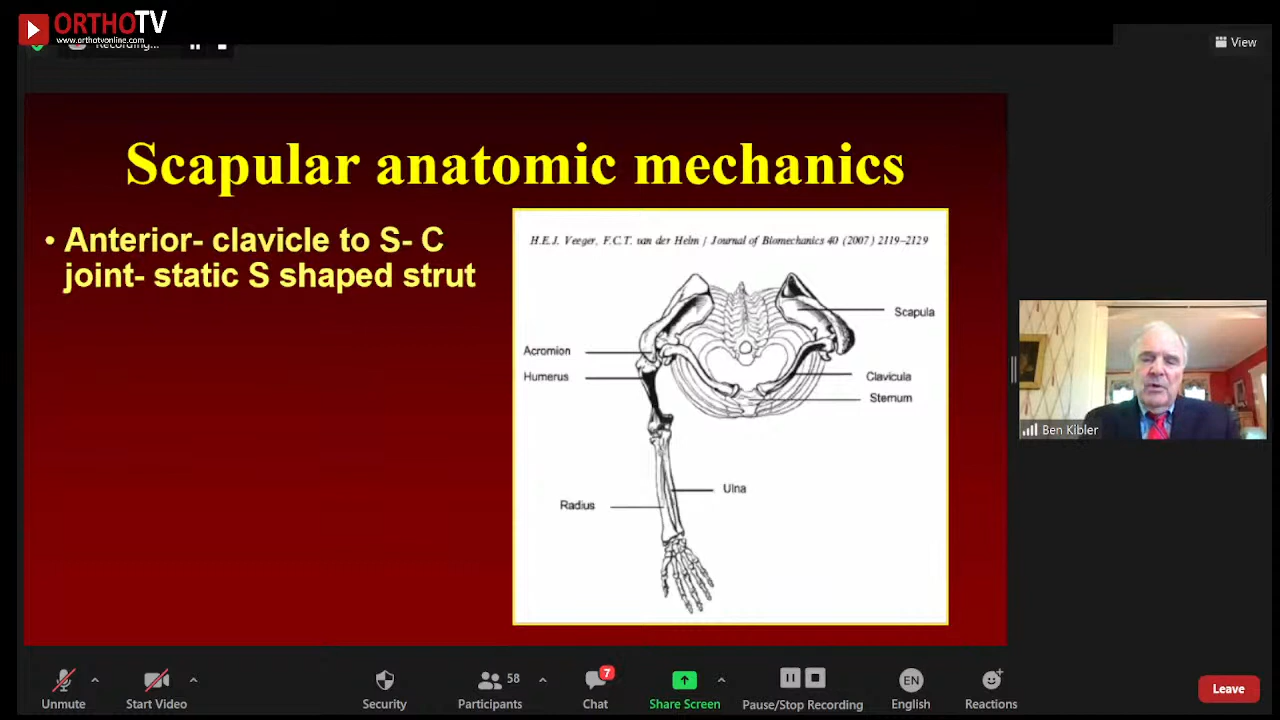 ORTHOTV
www.orthotvonline.com
Recording...
View
Scapular anatomic mechanics
• Anterior- clavicle to S- C
joint- static S shaped strut
H.E.J. Veeger, F.C.T. van der Helm / Journal of Biomechanics 40 (2007) 2119–2129
Scapula
Acromion
Humerus
Clavicula
Sternum
Ulna
Radius
Ben Kibler
Unmute
Start Video
Security
58
Participants
7
Chat
Share Screen
Pause/Stop Recording
EN
English
Reactions
Leave